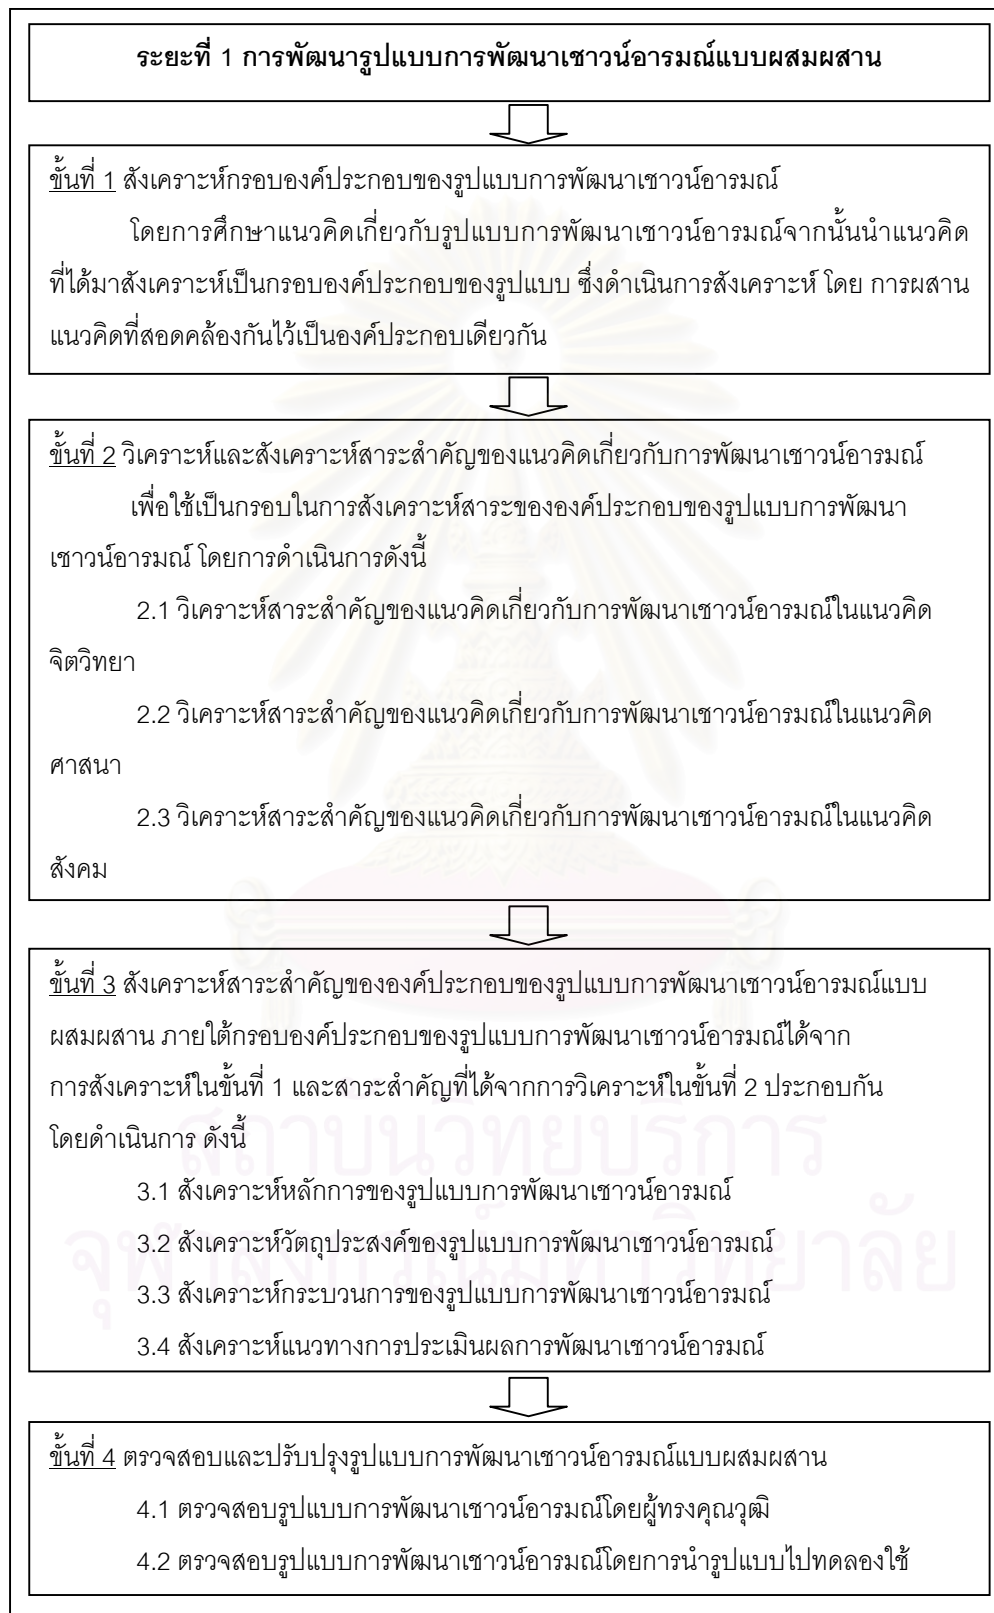 ระยะที่ 1 การพัฒนารูปแบบการพัฒนาเชาวน์อารมณ์แบบผสมผสาน
ขั้นที่ 1 สังเคราะห์กรอบองค์ประกอบของรูปแบบการพัฒนาเชาวน์อารมณ์
โดยการศึกษาแนวคิดเกี่ยวกับรูปแบบการพัฒนาเชาวน์อารมณ์จากนั้นนำแนวคิด
ที่ได้มาสังเคราะห์เป็นกรอบองค์ประกอบของรูปแบบ ซึ่งดำเนินการสังเคราะห์ โดย การผสาน
แนวคิดที่สอดคล้องกันไว้เป็นองค์ประกอบเดียวกัน
ขั้นที่ 2 วิเคราะห์และสังเคราะห์สาระสำคัญของแนวคิดเกี่ยวกับการพัฒนาเชาวน์อารมณ์
เพื่อใช้เป็นกรอบในการสังเคราะห์สาระขององค์ประกอบของรูปแบบการพัฒนา
เชาวน์อารมณ์ โดยการดำเนินการดังนี้
2.1 วิเคราะห์สาระสำคัญของแนวคิดเกี่ยวกับการพัฒนาเชาวน์อารมณ์ในแนวคิด
จิตวิทยา
2.2 วิเคราะห์สาระสำคัญของแนวคิดเกี่ยวกับการพัฒนาเชาวน์อารมณ์ในแนวคิด
ศาสนา
2.3 วิเคราะห์สาระสำคัญของแนวคิดเกี่ยวกับการพัฒนาเชาวน์อารมณ์ในแนวคิด
สังคม
ขั้นที่ 3 สังเคราะห์สาระสำคัญขององค์ประกอบของรูปแบบการพัฒนาเชาวน์อารมณ์แบบ
ผสมผสาน ภายใต้กรอบองค์ประกอบของรูปแบบการพัฒนาเชาวน์อารมณ์ได้จาก
การสังเคราะห์ในขั้นที่ 1 และสาระสำคัญที่ได้จากการวิเคราะห์ในขั้นที่ 2 ประกอบกัน
โดยดำเนินการ ดังนี้
3.1 สังเคราะห์หลักการของรูปแบบการพัฒนาเชาวน์อารมณ์
3.2 สังเคราะห์วัตถุประสงค์ของรูปแบบการพัฒนาเชาวน์อารมณ์
3.3 สังเคราะห์กระบวนการของรูปแบบการพัฒนาเชาวน์อารมณ์
3.4 สังเคราะห์แนวทางการประเมินผลการพัฒนาเชาวน์อารมณ์
สถาบันวิทยบริการ
จุฬาลงกรณ์มหาวิทยาลัย
ขั้นที่ 4 ตรวจสอบและปรับปรุงรูปแบบการพัฒนาเชาวน์อารมณ์แบบผสมผสาน
4.1 ตรวจสอบรูปแบบการพัฒนาเชาวน์อารมณ์โดยผู้ทรงคุณวุฒิ
4.2 ตรวจสอบรูปแบบการพัฒนาเชาวน์อารมณ์โดยการนำรูปแบบไปทดลองใช้